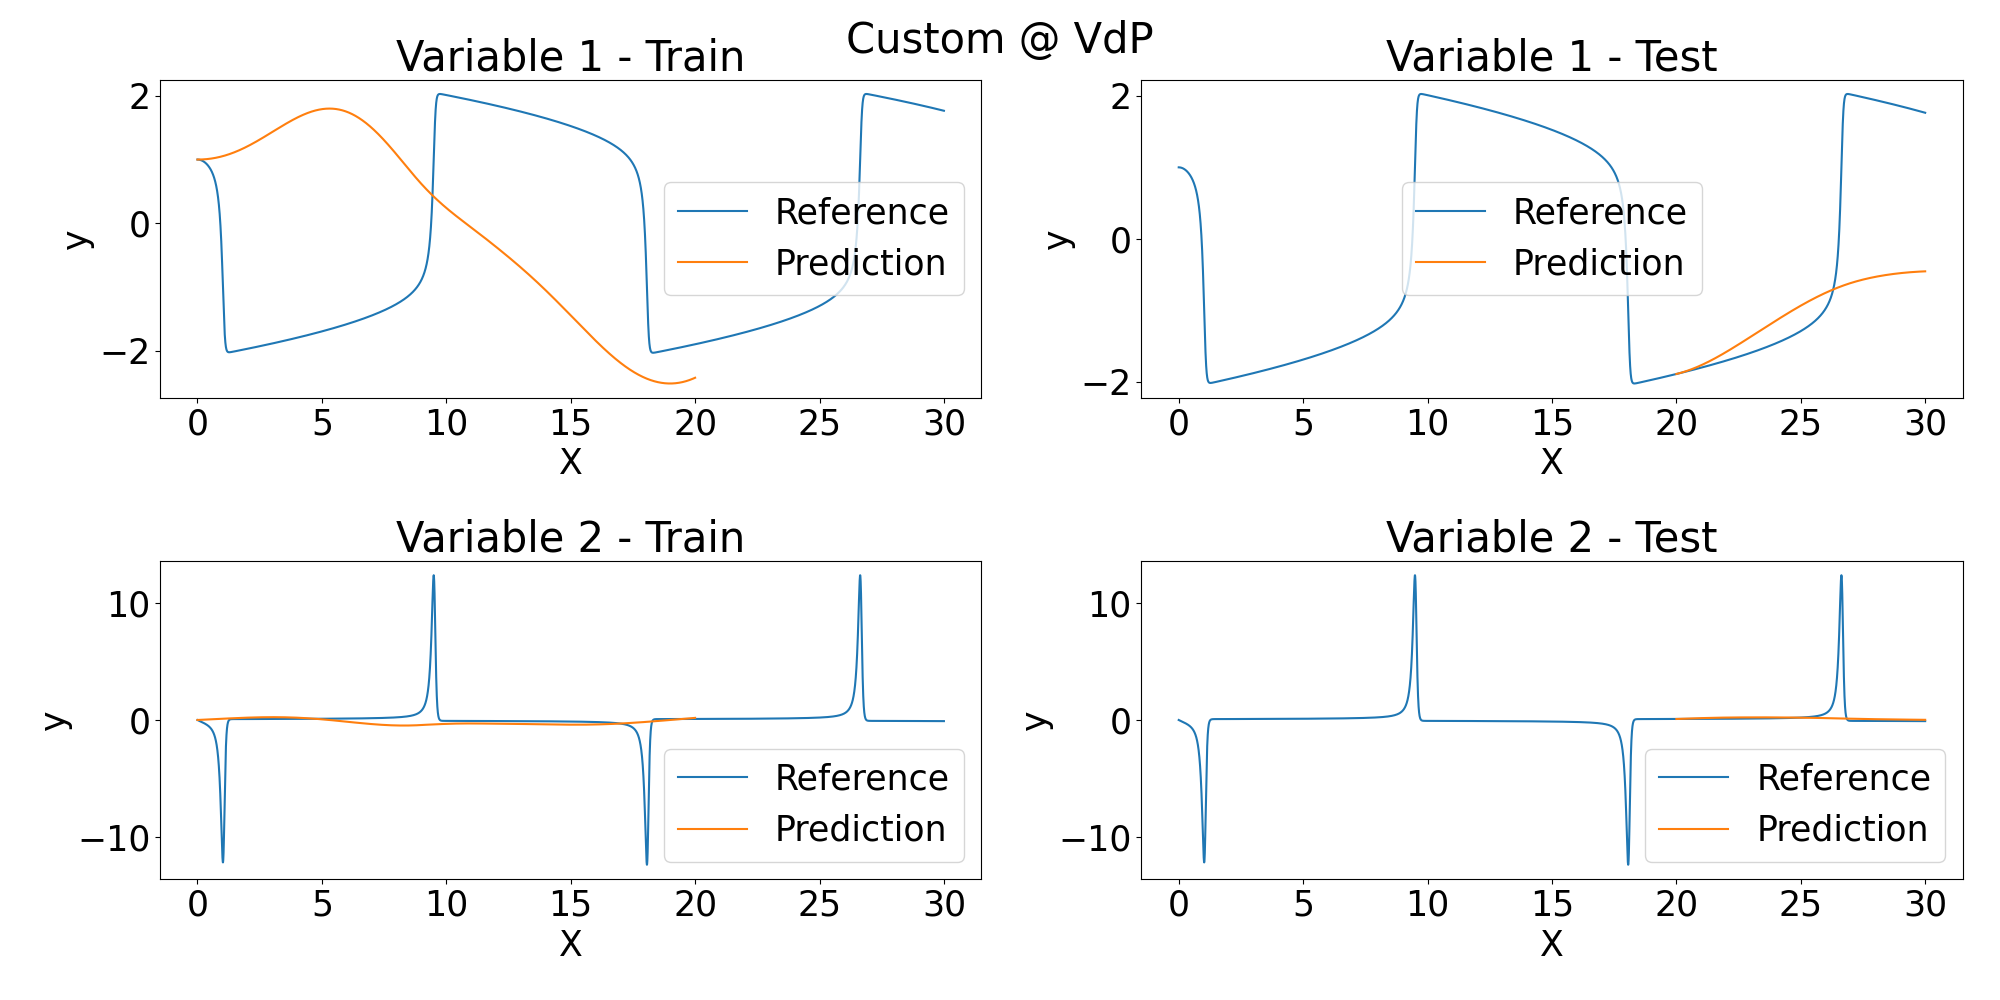 Custom @ VdP
Variable 1 - Train
2
0
−2
y
0 5 10 15 20 25 30
X
Reference
Prediction
Variable 1 - Test
2
0
−2
y
0 5 10 15 20 25 30
X
Reference
Prediction
Variable 2 - Train
10
0
−10
y
0 5 10 15 20 25 30
X
Reference
Prediction
Variable 2 - Test
10
0
−10
y
0 5 10 15 20 25 30
X
Reference
Prediction